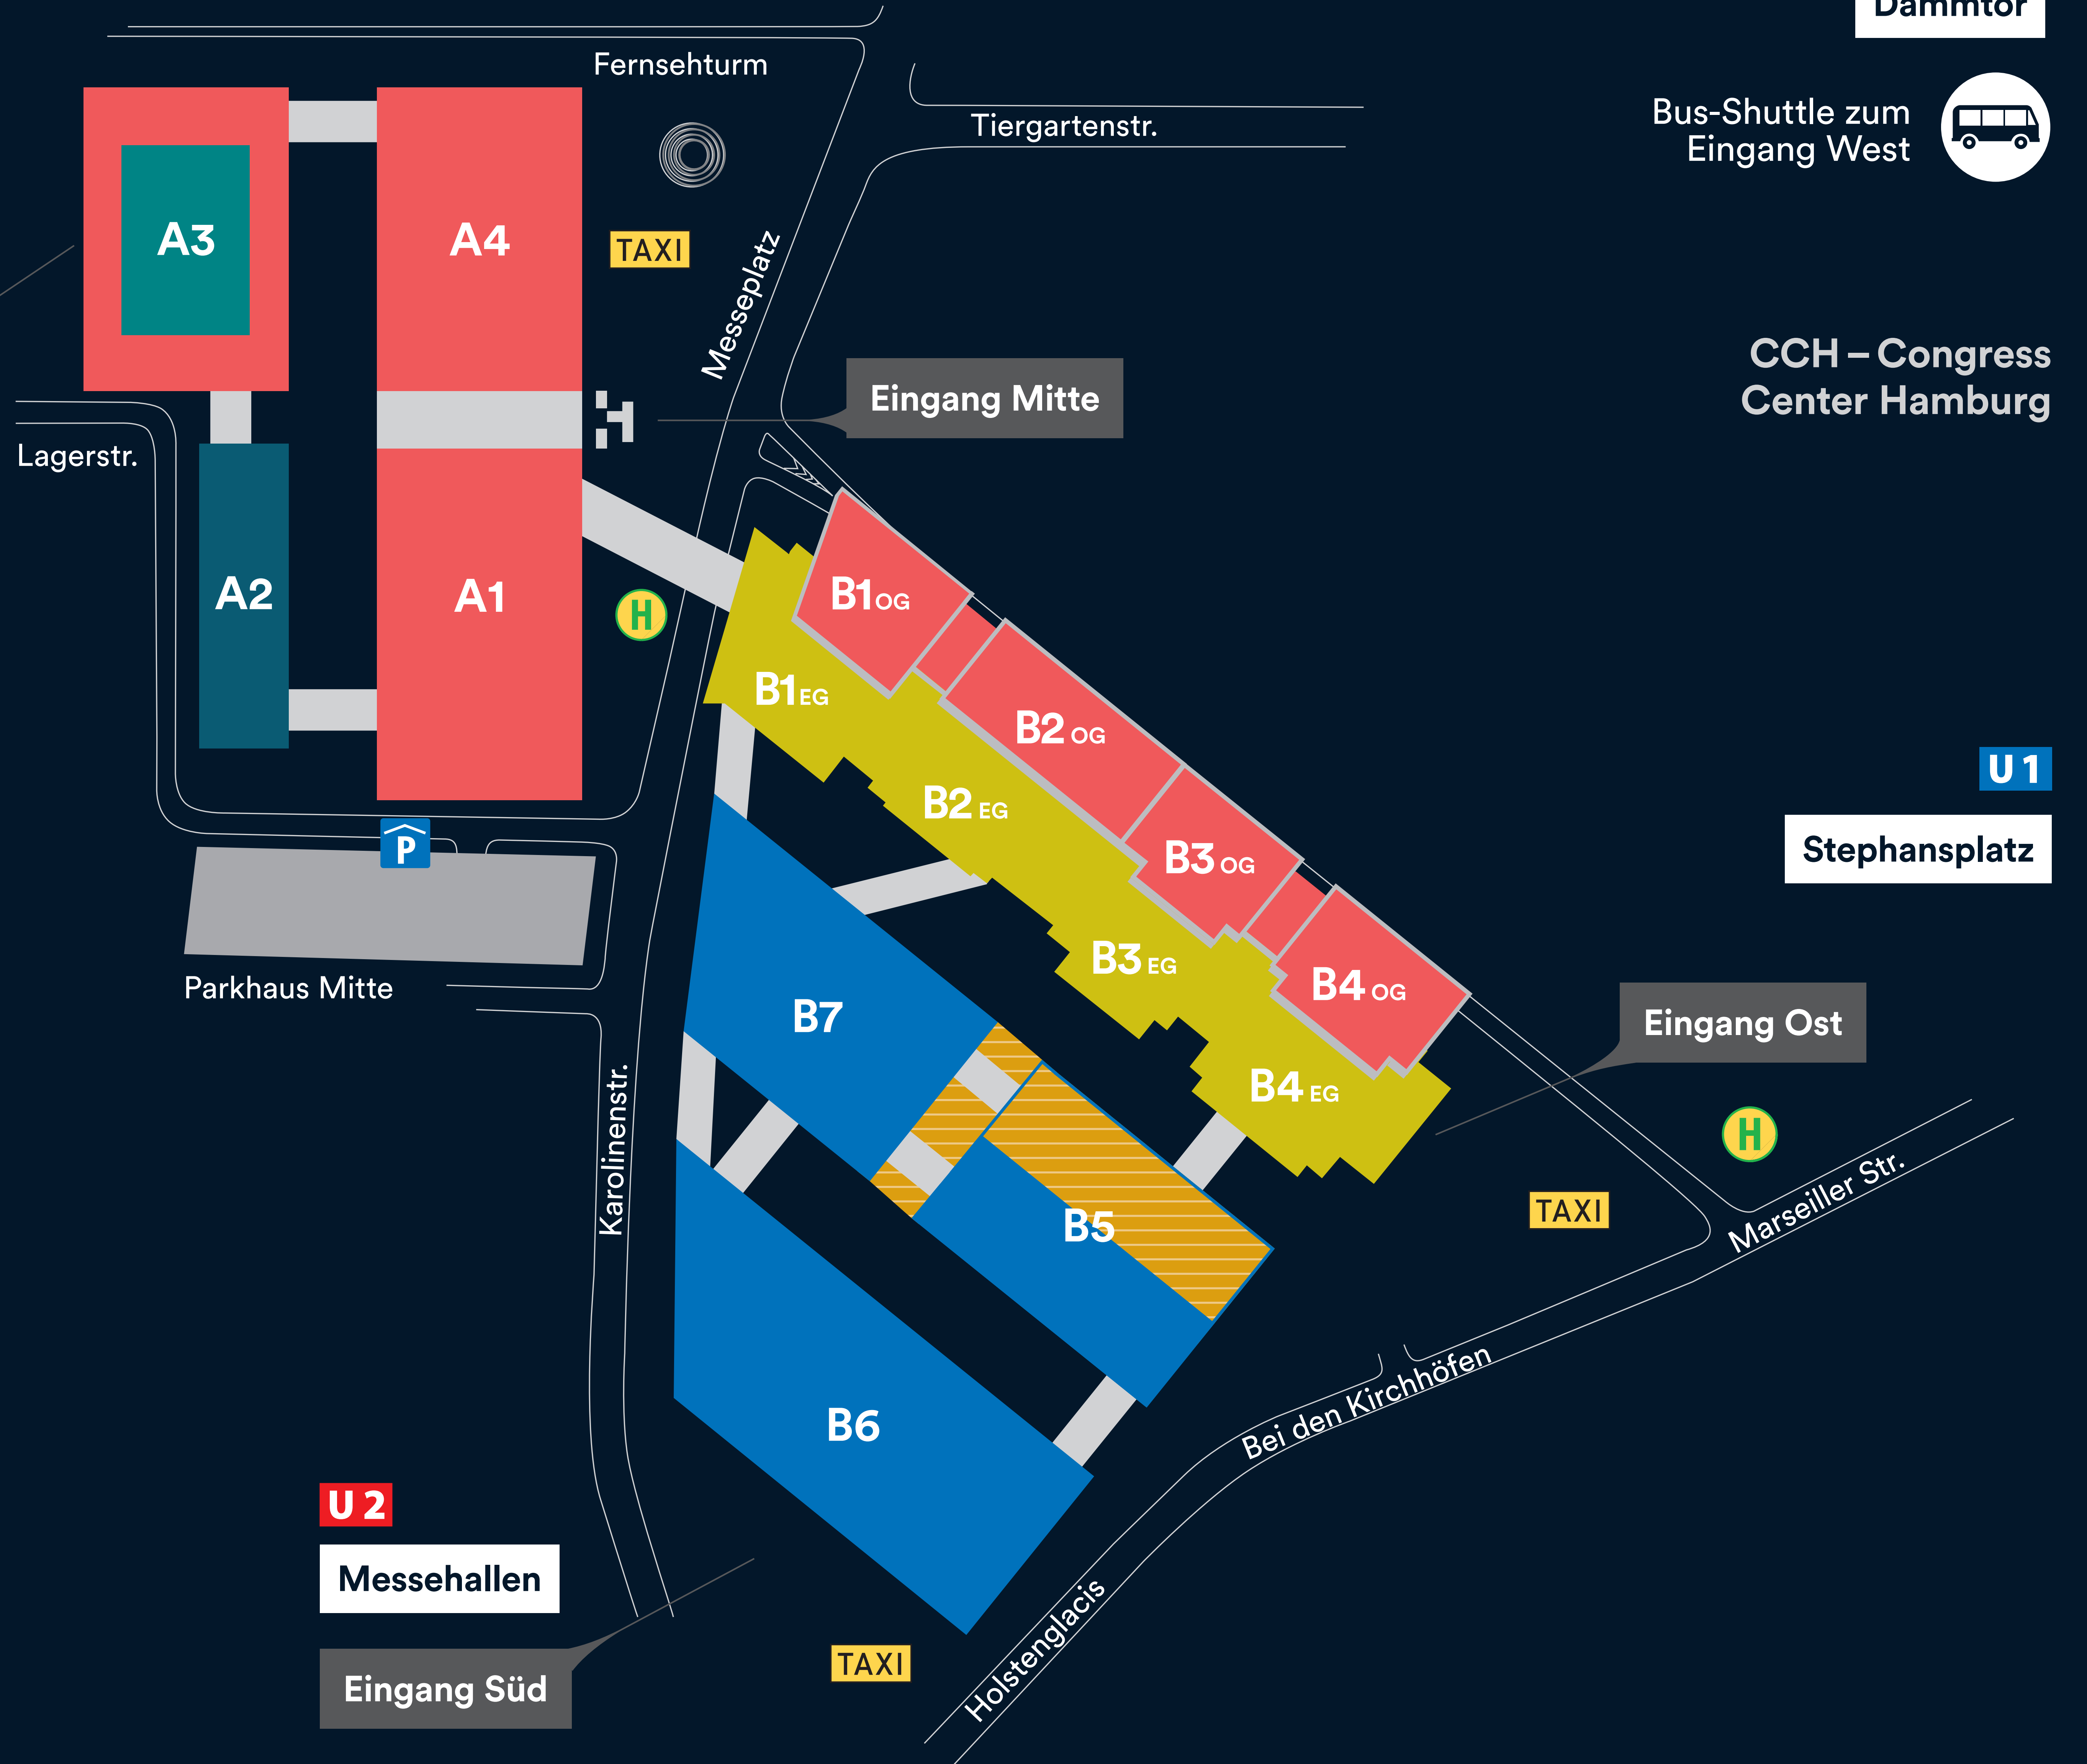 Dammtor
Fernsehturm
Bus-Shuttle zum
Eingang West
Tiergartenstr.
A3
A4
TAXI
Messeplatz
CCH – Congress
Center Hamburg
Eingang Mitte
Lagerstr.
A2
A1
H
B1 OG
B1 EG
B2 OG
B2 EG
U1
Stephansplatz
P
B3 OG
B3 EG
B4 OG
B4 EG
Parkhaus Mitte
B7
Eingang Ost
H
Karolinenstr.
TAXI
Marseiller Str.
B5
Bei den Kirchhöfen
B6
U2
Messehallen
Holstenglacis
TAXI
Eingang Süd